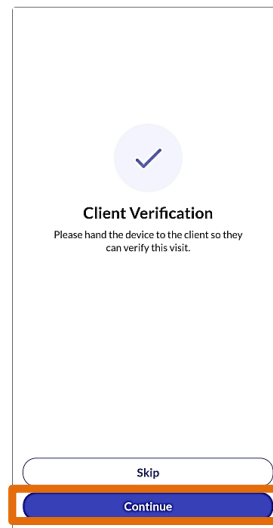 Client Verification
Please hand the device to the client so they
can verify this visit.
Skip
Continue